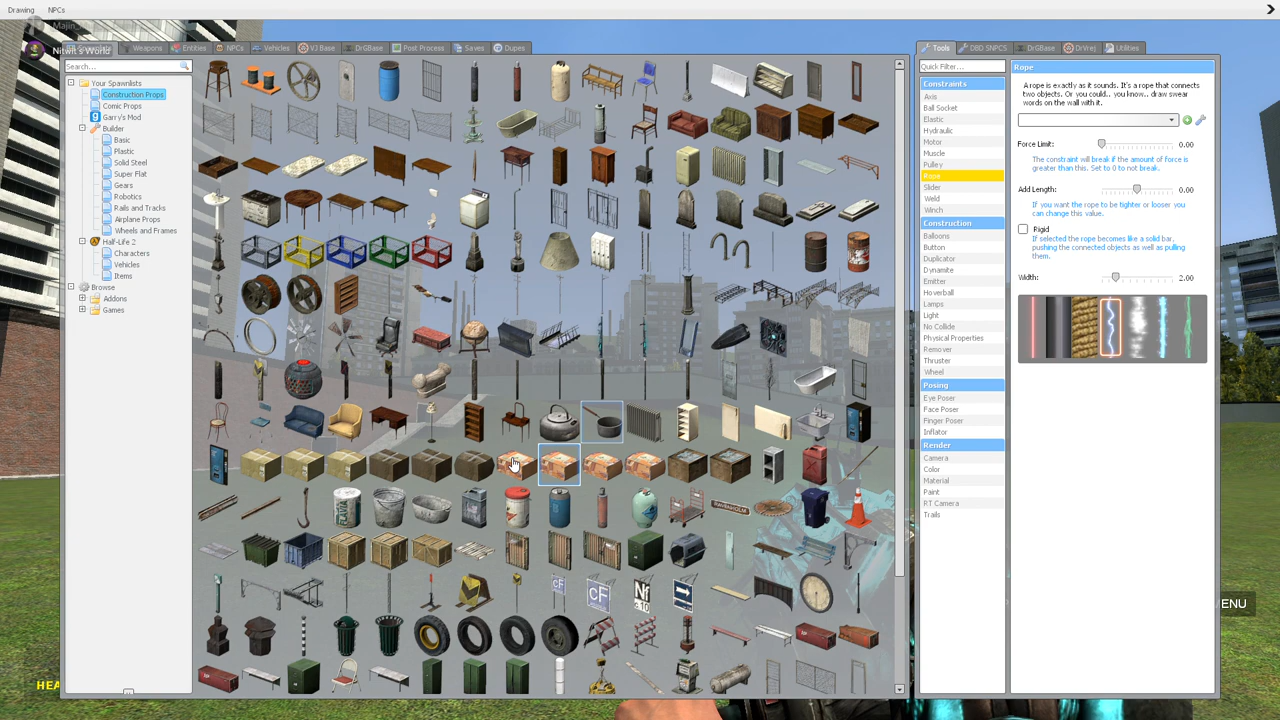 Drawing NPCs
Majin_
Nitwit's World
Weapons Entities NPCs Vehicles VJ Base DrGBase Post Process Saves Dupes
Search...
Your Spawnlists
Construction Props
Comic Props
Garry's Mod
Builder
Basic
Plastic
Solid Steel
Super Flat
Gears
Robotics
Rails and Tracks
Airplane Props
Wheels and Frames
Half-Life 2
Characters
Vehicles
Items
Browse
Addons
Games
RAVENHOLM
CF
CF
Nf
c.10
HEA
Tools DBD SNPCS DrGBase DrVrej Utilities
Quick Filter...
Constraints
Axis
Ball Socket
Elastic
Hydraulic
Motor
Muscle
Pulley
Rope
Slider
Weld
Winch
Construction
Balloons
Button
Duplicator
Dynamite
Emitter
Hoverball
Lamps
Light
No Collide
Physical Properties
Remover
Thruster
Wheel
Posing
Eye Poser
Face Poser
Finger Poser
Inflator
Render
Camera
Color
Material
Paint
RT Camera
Trails
Rope
A rope is exactly as it sounds. It's a rope that connects
two objects. Or you could.. you know.. draw swear
words on the wall with it.
Force Limit: 0.00
The constraint will break if the amount of force is
greater than this. Set to 0 to not break.
Add Length: 0.00
If you want the rope to be tighter or looser you
can change this value.
Rigid
If selected the rope becomes like a solid bar,
pushing the connected objects as well as pulling
them.
Width: 2.00
ENU